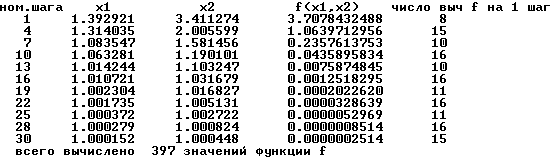 ном.шага x1 x2 f(x1,x2) число выч f на 1 шаг
1 1.392921 3.411274 3.7078432488 8
4 1.314035 2.005599 1.0639712956 15
7 1.083547 1.581456 0.2357613753 10
10 1.063281 1.190101 0.0435895834 16
13 1.014244 1.103247 0.0075874845 10
16 1.010721 1.031679 0.0012518295 16
19 1.002304 1.016827 0.0002022620 11
22 1.001735 1.005131 0.0000328639 16
25 1.000372 1.002722 0.0000052969 11
28 1.000279 1.000824 0.0000008514 16
30 1.000152 1.000448 0.0000002514 15
всего вычислено 397 значений функции f